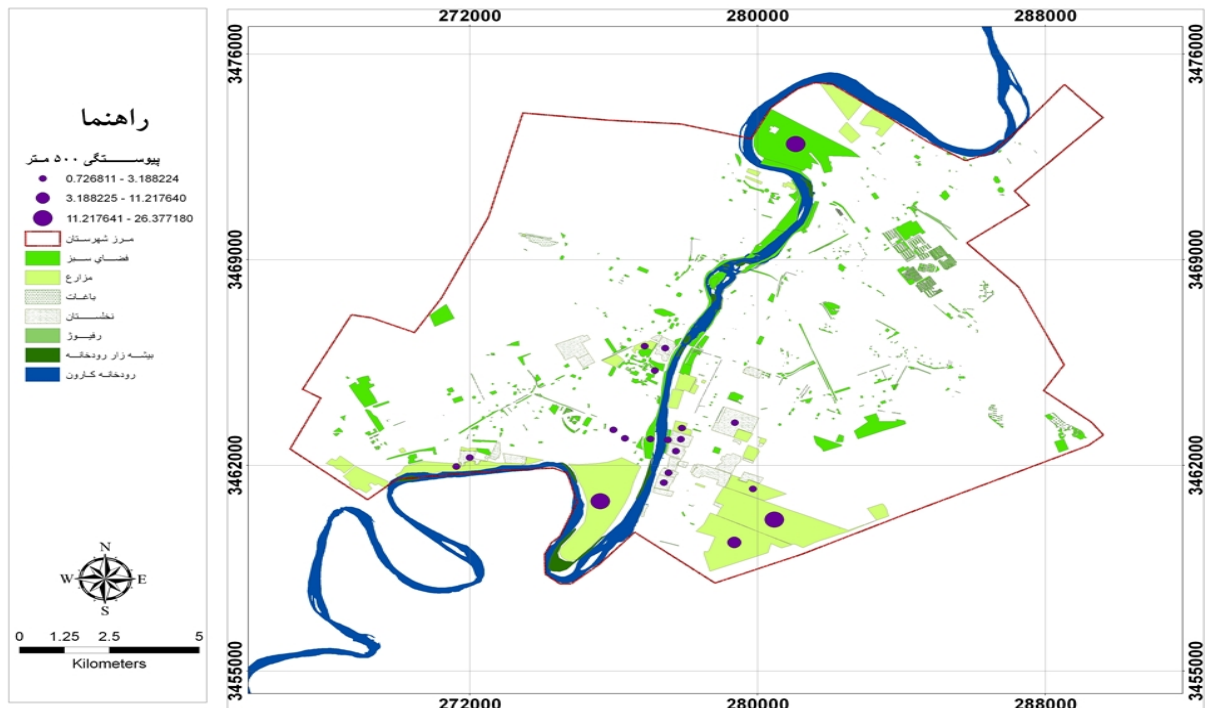 272000 280000 288000
3476000 3476000
راهنما
پیوستگی ۵۰۰ متر
0.726811 - 3.188224
3.188225 - 11.217640
11.217641 - 26.377180
مرز شهرستان
فضای سبز
مزارع
باغات
نخلستان
رفیوژ
بیشه زار رودخانه
رودخانه کارون
3469000 3469000
3462000 3462000
N
W E
S
0 1.25 2.5 5
Kilometers
3455000 3455000
272000 280000 288000